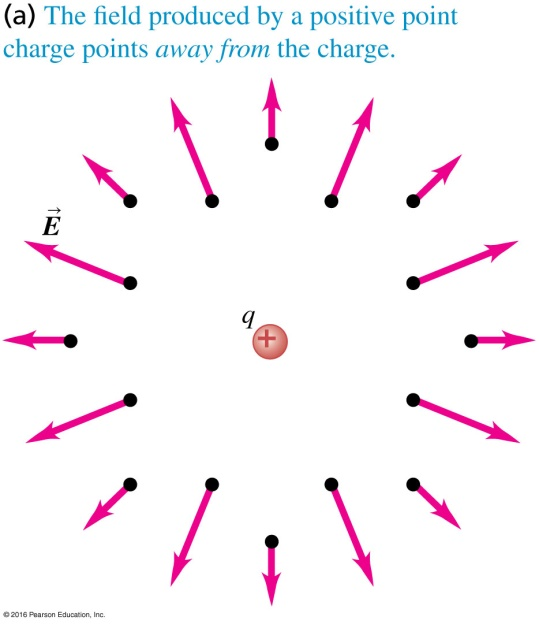 (a) The field produced by a positive point
charge points away from the charge.
E⃗
q
+
© 2016 Pearson Education, Inc.